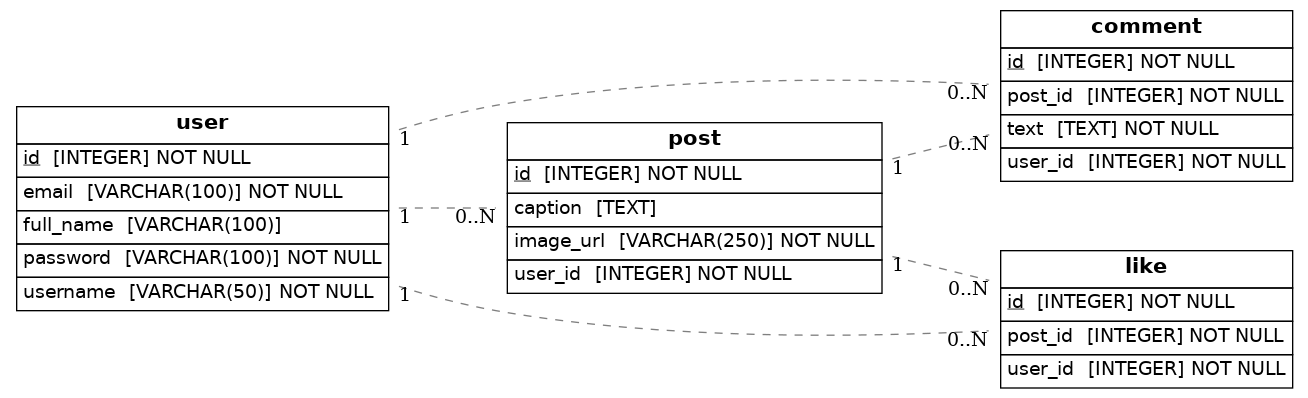 user
id [INTEGER] NOT NULL
email [VARCHAR(100)] NOT NULL
full_name [VARCHAR(100)]
password [VARCHAR(100)] NOT NULL
username [VARCHAR(50)] NOT NULL
1
1
1
0..N
post
id [INTEGER] NOT NULL
caption [TEXT]
image_url [VARCHAR(250)] NOT NULL
user_id [INTEGER] NOT NULL
1
1
0..N
0..N
0..N
0..N
comment
id [INTEGER] NOT NULL
post_id [INTEGER] NOT NULL
text [TEXT] NOT NULL
user_id [INTEGER] NOT NULL
like
id [INTEGER] NOT NULL
post_id [INTEGER] NOT NULL
user_id [INTEGER] NOT NULL